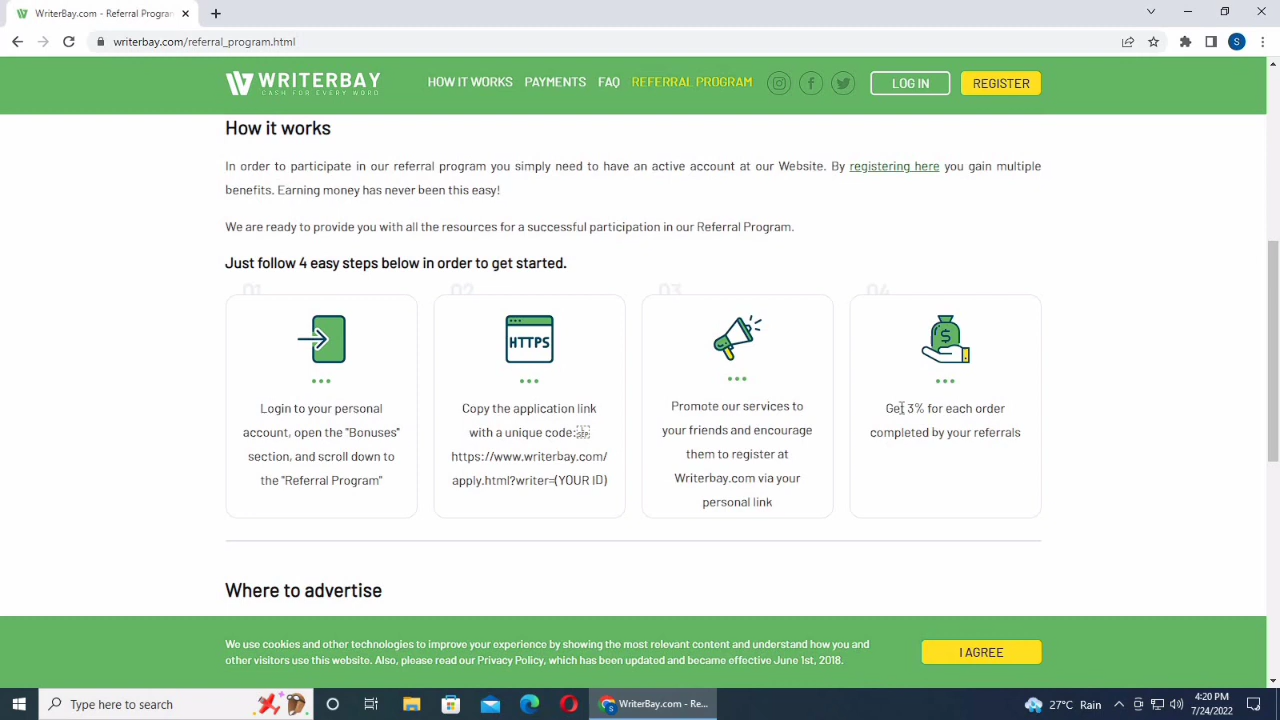 WriterBay.com - Referral Program
writerbay.com/referral_program.html
S
WRITERBAY
CASH FOR EVERY WORD
HOW IT WORKS PAYMENTS FAQ REFERRAL PROGRAM LOG IN REGISTER
How it works
In order to participate in our referral program you simply need to have an active account at our Website. By registering here you gain multiple
benefits. Earning money has never been this easy!
We are ready to provide you with all the resources for a successful participation in our Referral Program.
Just follow 4 easy steps below in order to get started.
01
Login to your personal
account, open the "Bonuses"
section, and scroll down to
the "Referral Program"
02
HTTPS
Copy the application link
with a unique code:
https://www.writerbay.com/
apply.html?writer=(YOUR ID)
03
Promote our services to
your friends and encourage
them to register at
Writerbay.com via your
personal link
04
$
Get 3% for each order
completed by your referrals
Where to advertise
We use cookies and other technologies to improve your experience by showing the most relevant content and understand how you and
other visitors use this website. Also, please read our Privacy Policy, which has been updated and became effective June 1st, 2018.
I AGREE
Type here to search
WriterBay.com - Re...
27°C Rain
4:20 PM
7/24/2022